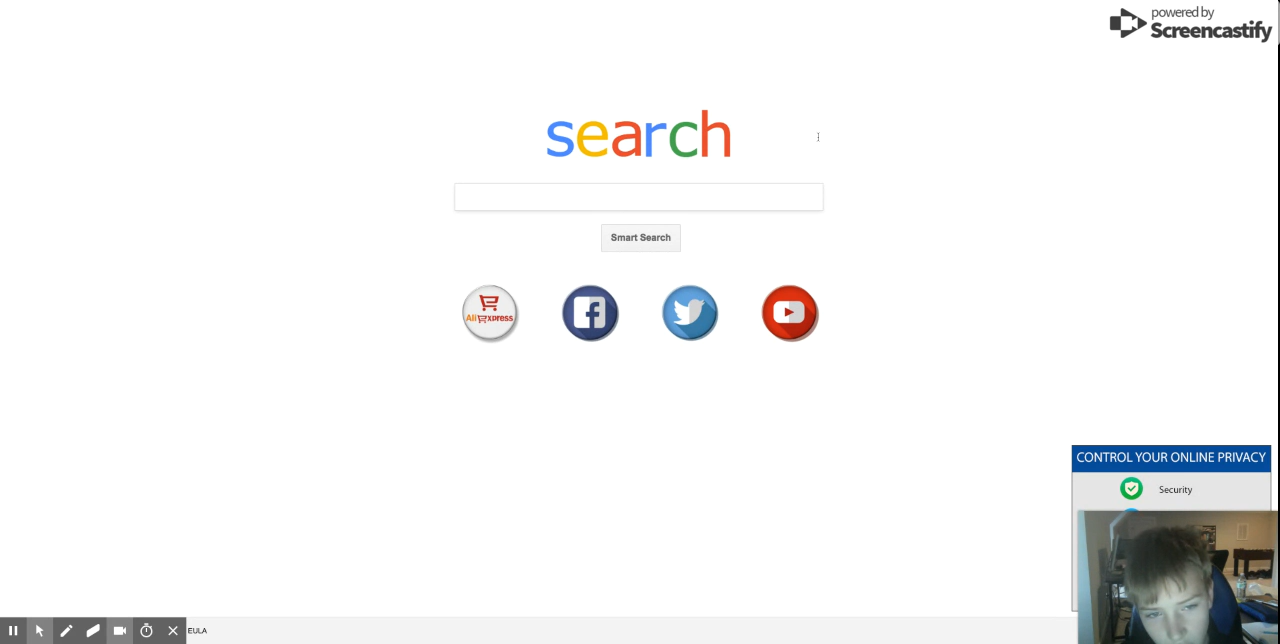 powered by
Screencastify
search
Smart Search
AliExpress
CONTROL YOUR ONLINE PRIVACY
Security
EULA